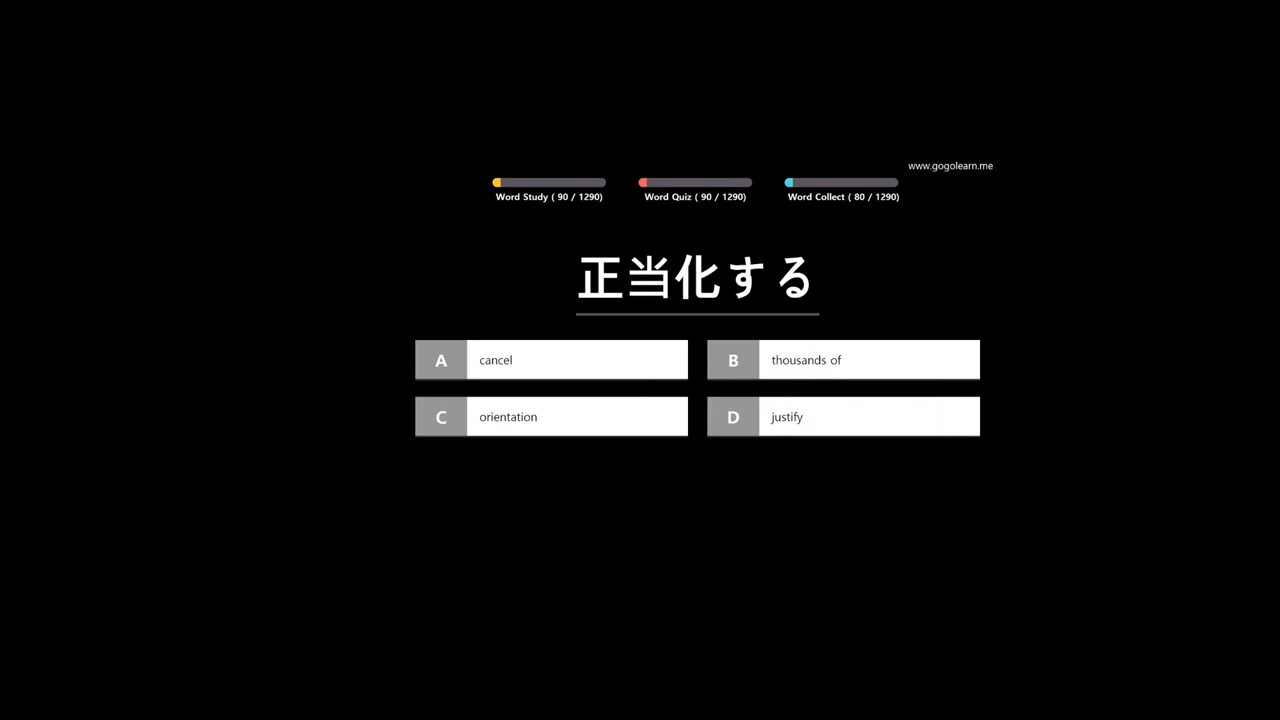 www.gogolearn.me
Word Study ( 90 / 1290)
Word Quiz ( 90 / 1290)
Word Collect ( 80 / 1290)
正当化する
A cancel
B thousands of
C orientation
D justify